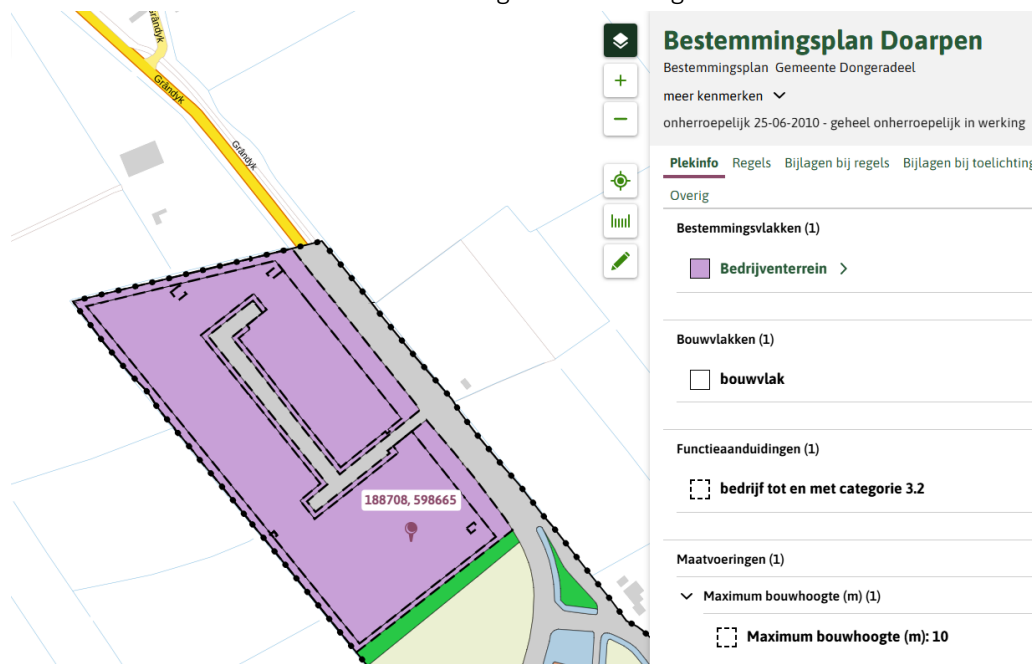 Grândyk
Grândyk
Grândyk
188708, 598665
Bestemmingsplan Doarpen
Bestemmingsplan Gemeente Dongeradeel
meer kenmerken
onherroepelijk 25-06-2010 - geheel onherroepelijk in werking
Plekinfo Regels Bijlagen bij regels Bijlagen bij toelichting
Overig
Bestemmingsvlakken (1)
Bedrijventerrein
Bouwvlakken (1)
bouwvlak
Functieaanduidingen (1)
bedrijf tot en met categorie 3.2
Maatvoeringen (1)
Maximum bouwhoogte (m) (1)
Maximum bouwhoogte (m): 10